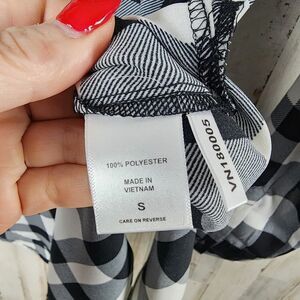 100% POLYESTER
MADE IN
VIETNAM
S
CARE ON REVERSE
VN180005